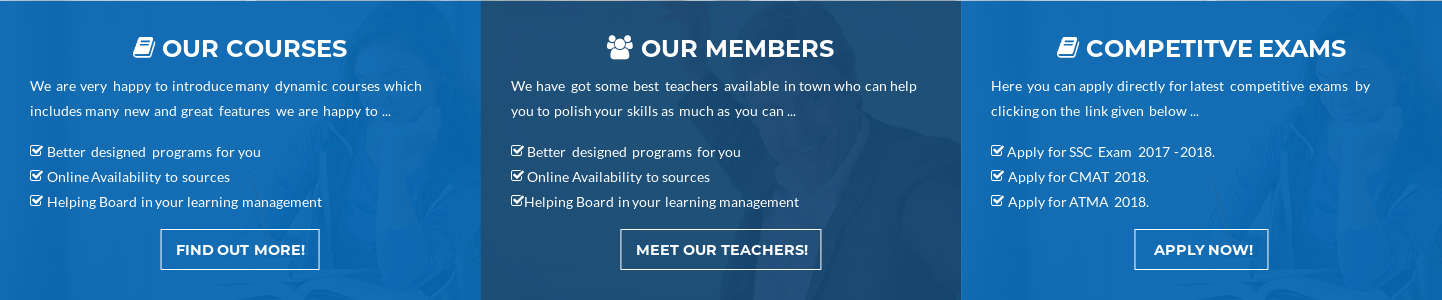 OUR COURSES
We are very happy to introduce many dynamic courses which
includes many new and great features we are happy to ...
Better designed programs for you
Online Availability to sources
Helping Board in your learning management
FIND OUT MORE!
OUR MEMBERS
We have got some best teachers available in town who can help
you to polish your skills as much as you can ...
Better designed programs for you
Online Availability to sources
Helping Board in your learning management
MEET OUR TEACHERS!
COMPETITVE EXAMS
Here you can apply directly for latest competitive exams by
clicking on the link given below ...
Apply for SSC Exam 2017 -2018.
Apply for CMAT 2018.
Apply for ATMA 2018.
APPLY NOW!